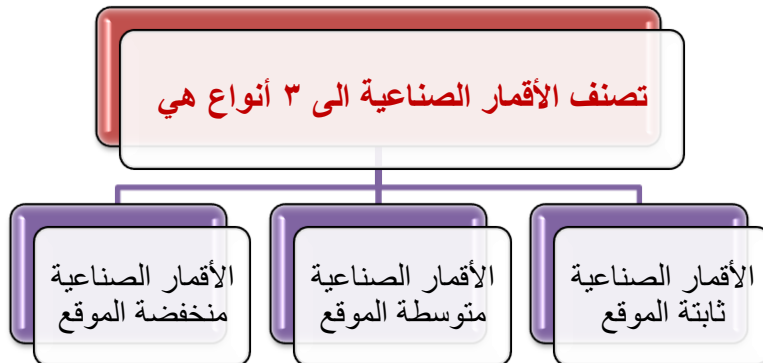 تصنف الأقمار الصناعية الى ٣ أنواع هي
الأقمار الصناعية
ثابتة الموقع
الأقمار الصناعية
متوسطة الموقع
الأقمار الصناعية
منخفضة الموقع